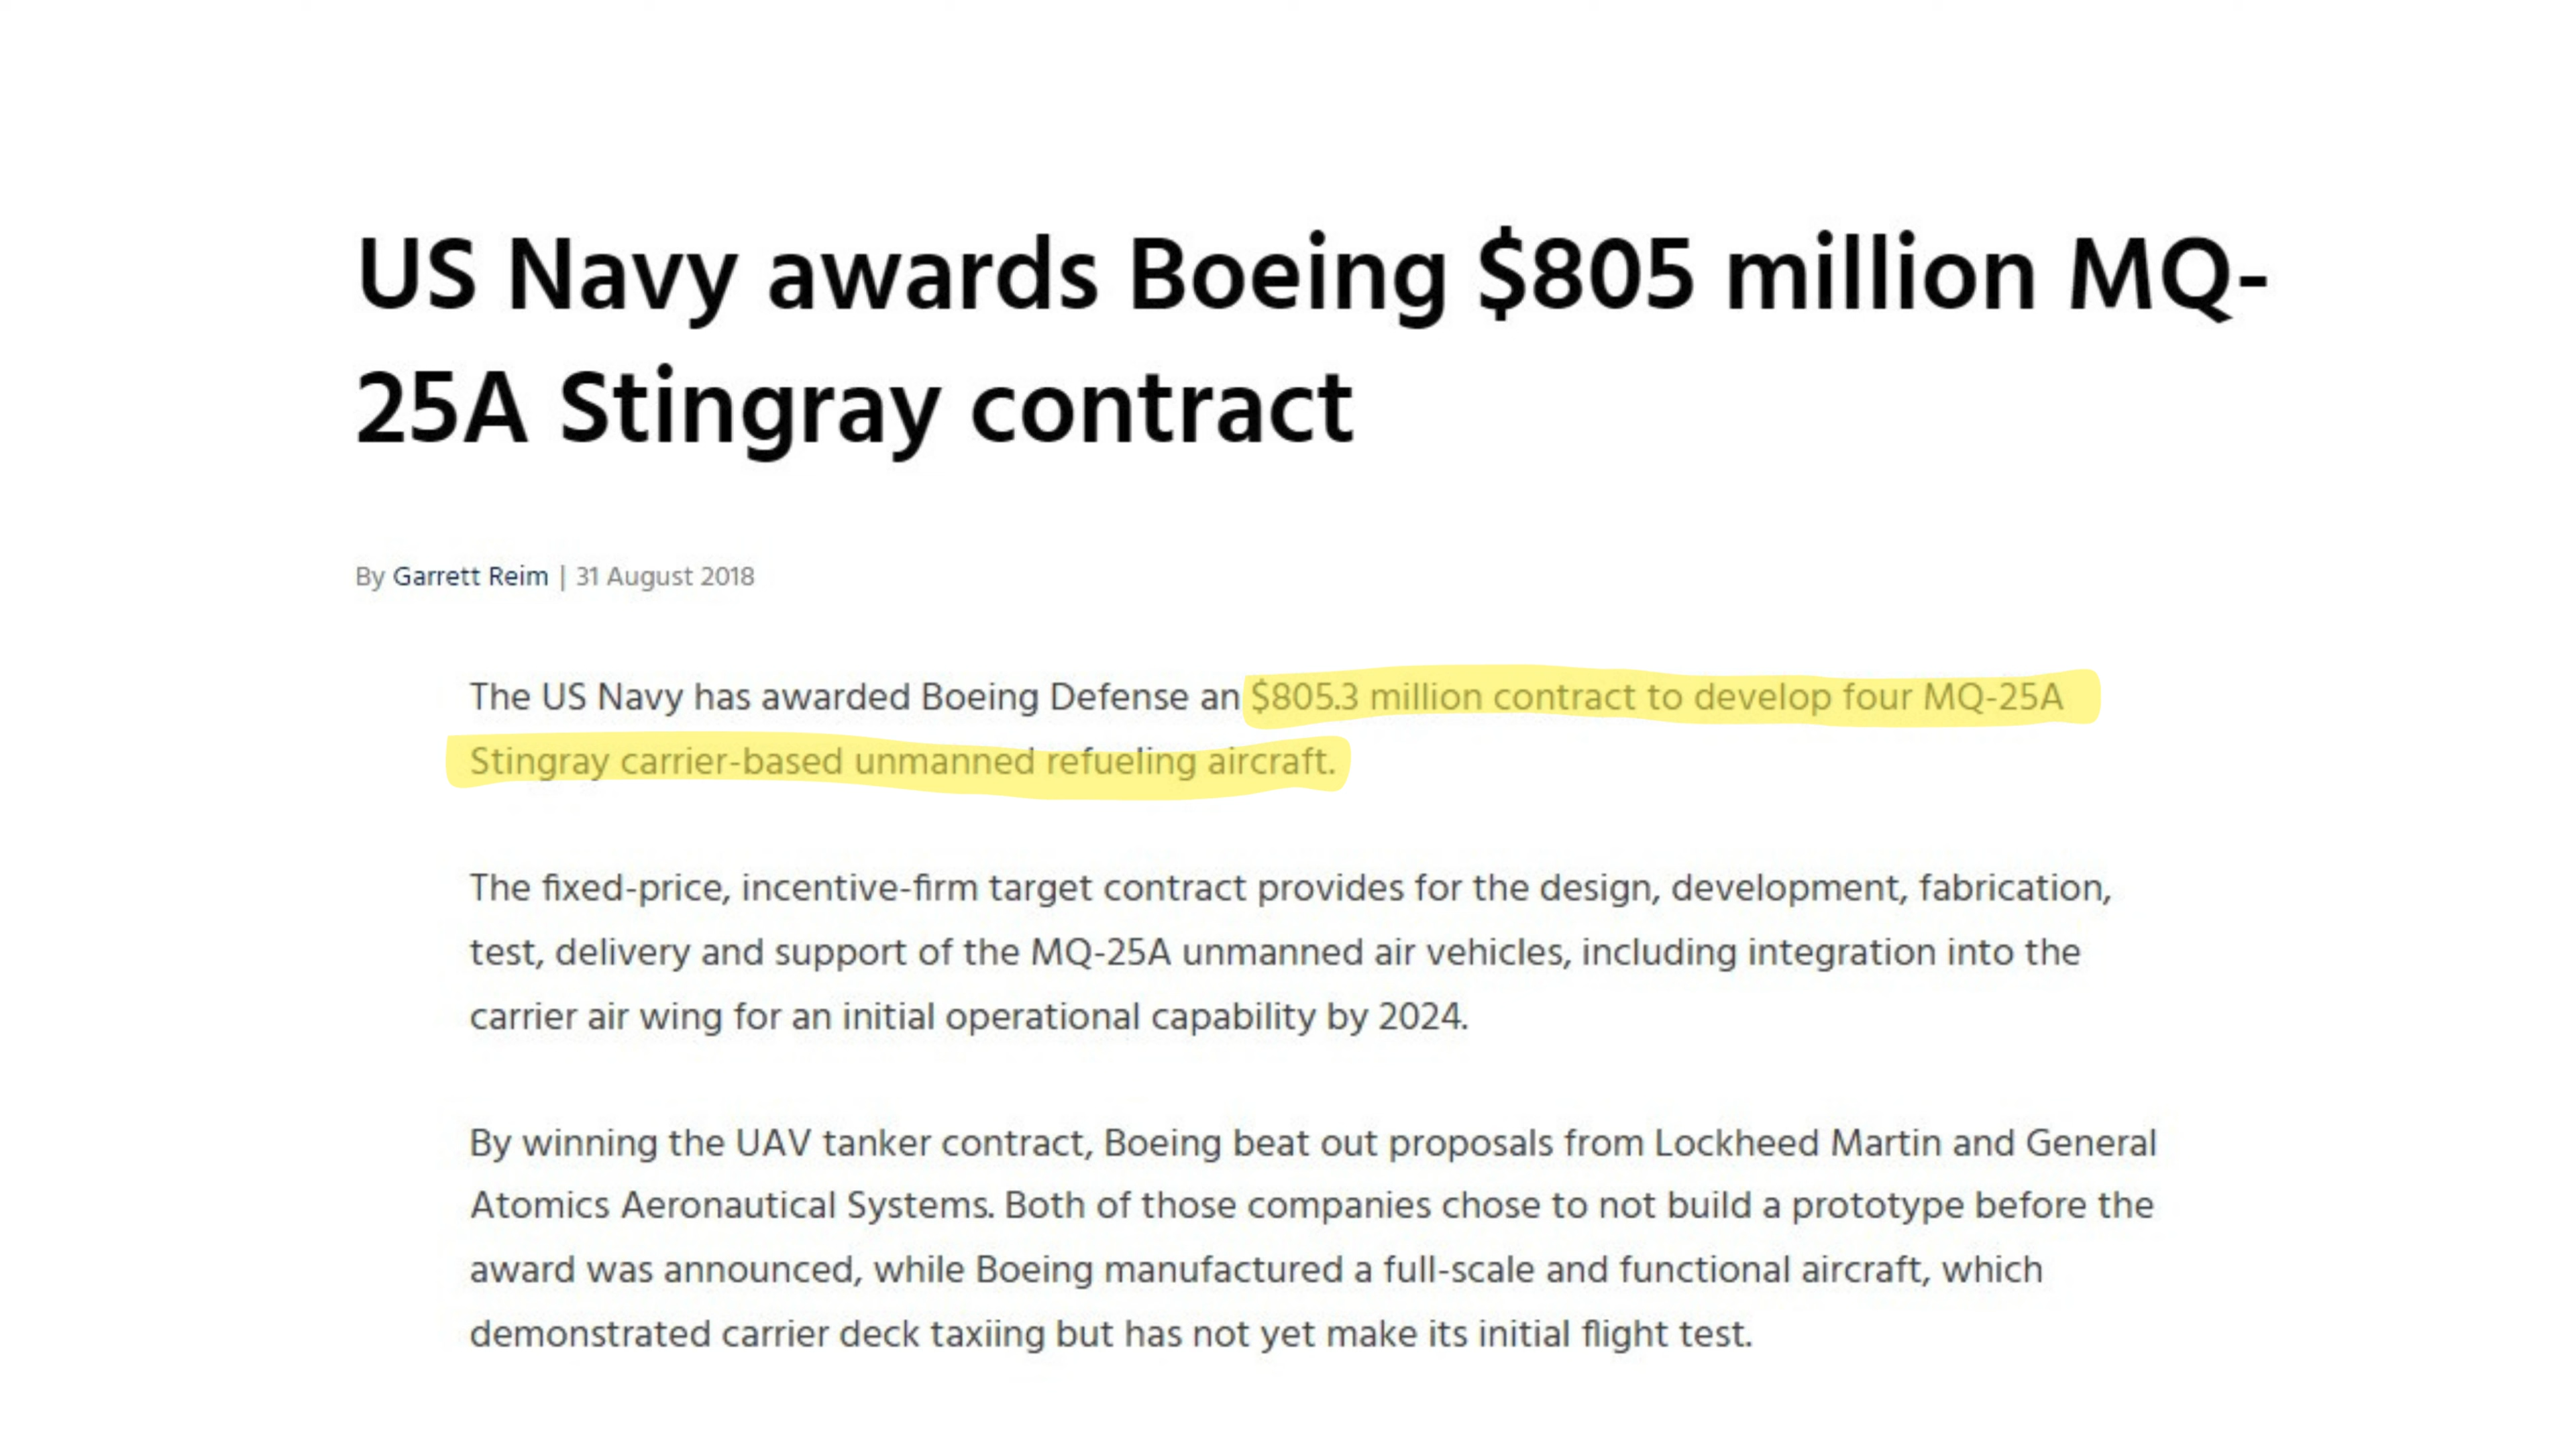 US Navy awards Boeing $805 million MQ-
25A Stingray contract
By Garrett Reim | 31 August 2018
The US Navy has awarded Boeing Defense an $805.3 million contract to develop four MQ-25A
Stingray carrier-based unmanned refueling aircraft.
The fixed-price, incentive-firm target contract provides for the design, development, fabrication,
test, delivery and support of the MQ-25A unmanned air vehicles, including integration into the
carrier air wing for an initial operational capability by 2024.
By winning the UAV tanker contract, Boeing beat out proposals from Lockheed Martin and General
Atomics Aeronautical Systems. Both of those companies chose to not build a prototype before the
award was announced, while Boeing manufactured a full-scale and functional aircraft, which
demonstrated carrier deck taxiing but has not yet make its initial flight test.